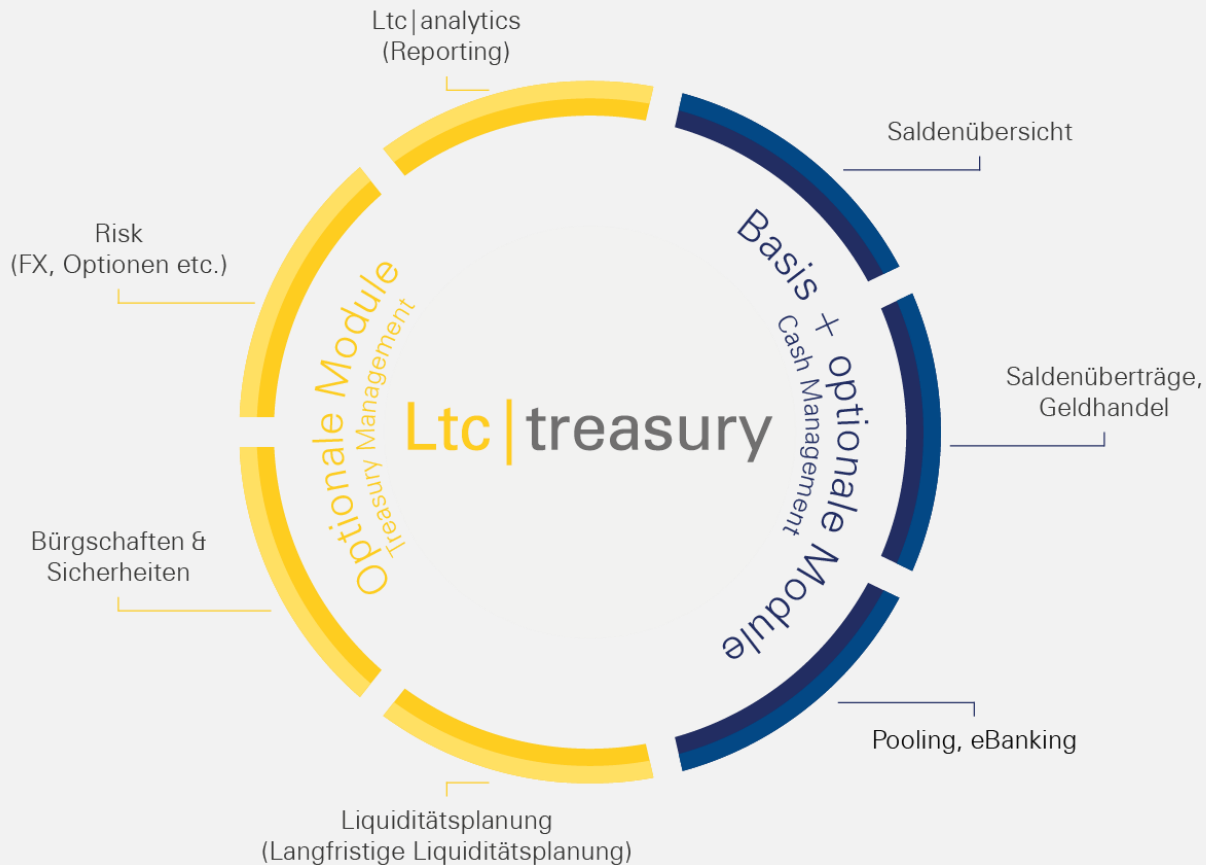 Ltc|analytics
(Reporting)
Saldenübersicht
Risk
(FX, Optionen etc.)
Basis + optionale Module
Cash Management
Optionale Module
Treasury Management
Saldenüberträge,
Geldhandel
Ltc|treasury
Bürgschaften &
Sicherheiten
Pooling, eBanking
Liquiditätsplanung
(Langfristige Liquiditätsplanung)